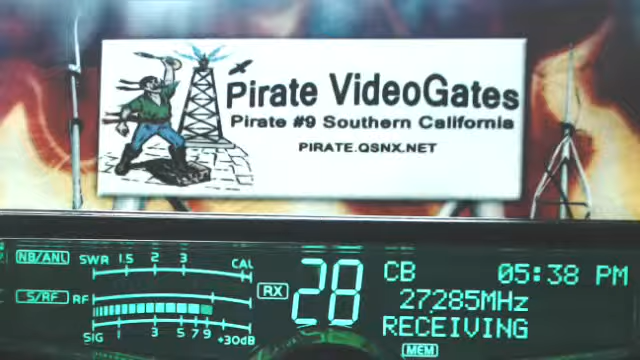 Pirate VideoGates
Pirate #9 Southern California
PIRATE.QSNX.NET
NB/ANL SWR 1.5 2 3 CAL
S/RF RF
SIG 1 3 5 7 9 +30dB
RX 28
CB 05:38 PM
27285MHz
RECEIVING
MEM